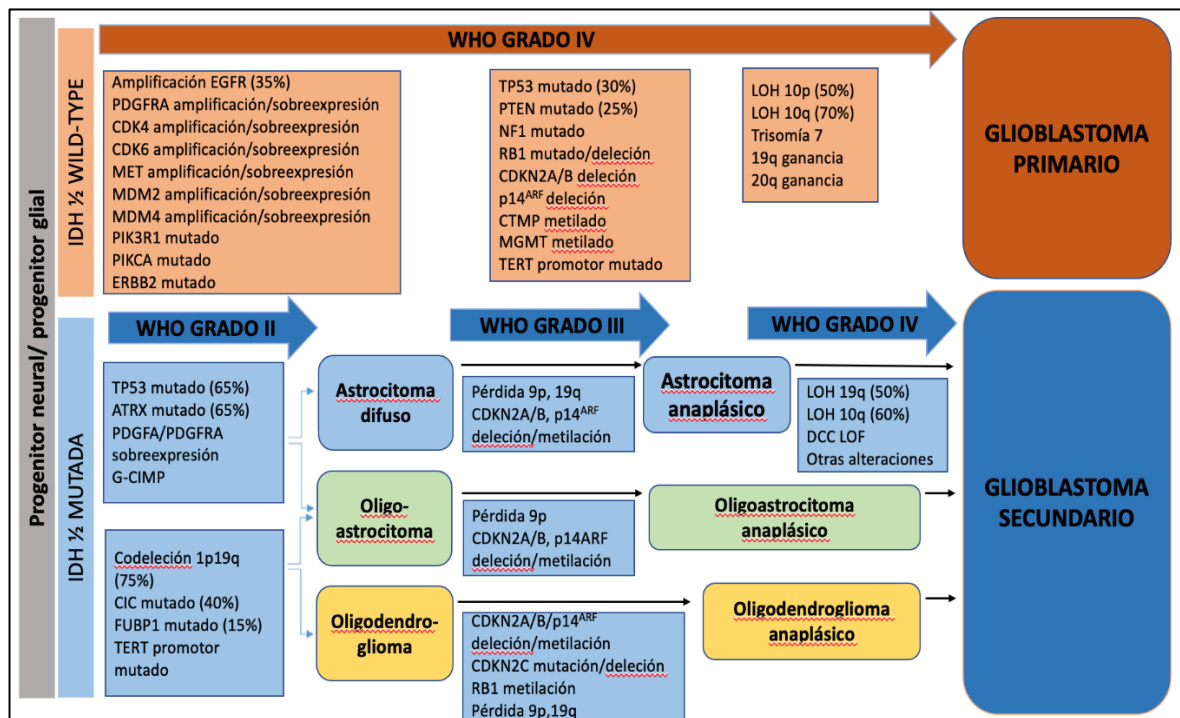 Progenitor neural/ progenitor glial
IDH ½ WILD-TYPE
WHO GRADO IV
Amplificación EGFR (35%)
PDGFRA amplificación/sobreexpresión
CDK4 amplificación/sobreexpresión
CDK6 amplificación/sobreexpresión
MET amplificación/sobreexpresión
MDM2 amplificación/sobreexpresión
MDM4 amplificación/sobreexpresión
PIK3R1 mutado
PIKCA mutado
ERBB2 mutado
TP53 mutado (30%)
PTEN mutado (25%)
NF1 mutado
RB1 mutado/deleción
CDKN2A/B deleción
p14ᴬᴿᶠ deleción
CTMP metilado
MGMT metilado
TERT promotor mutado
LOH 10p (50%)
LOH 10q (70%)
Trisomía 7
19q ganancia
20q ganancia
GLIOBLASTOMA
PRIMARIO
IDH ½ MUTADA
WHO GRADO II
WHO GRADO III
WHO GRADO IV
TP53 mutado (65%)
ATRX mutado (65%)
PDGFA/PDGFRA
sobreexpresión
G-CIMP
Codeleción 1p19q
(75%)
CIC mutado (40%)
FUBP1 mutado (15%)
TERT promotor
mutado
Astrocitoma
difuso
Pérdida 9p, 19q
CDKN2A/B, p14ᴬᴿᶠ
deleción/metilación
Astrocitoma
anaplásico
LOH 19q (50%)
LOH 10q (60%)
DCC LOF
Otras alteraciones
Oligo-
astrocitoma
Pérdida 9p
CDKN2A/B, p14ARF
deleción/metilación
Oligoastrocitoma
anaplásico
Oligodendro-
glioma
CDKN2A/B/p14ᴬᴿᶠ
deleción/metilación
CDKN2C mutación/deleción
RB1 metilación
Pérdida 9p,19q
Oligodendroglioma
anaplásico
GLIOBLASTOMA
SECUNDARIO